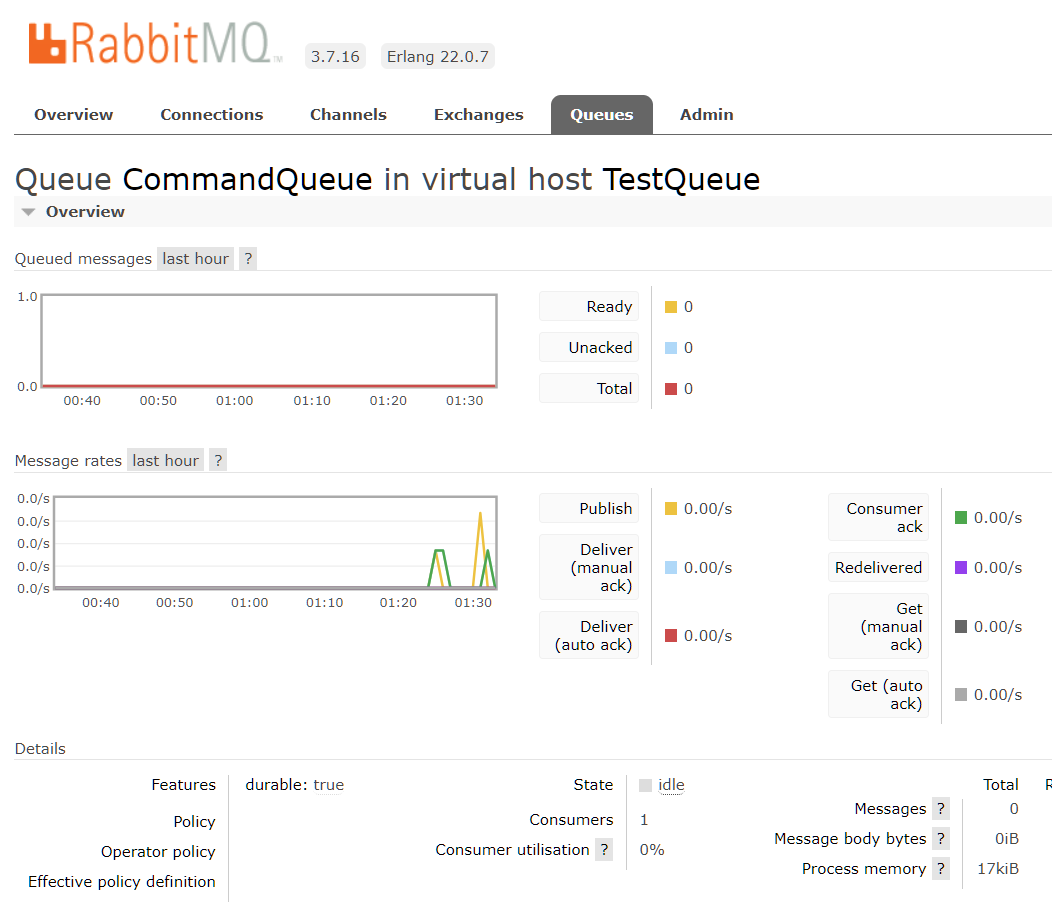 RabbitMQ TM 3.7.16 Erlang 22.0.7
Overview Connections Channels Exchanges Queues Admin
Queue CommandQueue in virtual host TestQueue
Overview
Queued messages last hour ?
1.0
0.0
00:40 00:50 01:00 01:10 01:20 01:30
Ready 0
Unacked 0
Total 0
Message rates last hour ?
0.0/s
0.0/s
0.0/s
0.0/s
0.0/s
00:40 00:50 01:00 01:10 01:20 01:30
Publish 0.00/s
Deliver
(manual 0.00/s
ack)
Deliver
(auto ack) 0.00/s
Consumer
ack 0.00/s
Redelivered 0.00/s
Get
(manual 0.00/s
ack)
Get (auto
ack) 0.00/s
Details
Features durable: true
Policy
Operator policy
Effective policy definition
State idle
Consumers 1
Consumer utilisation ? 0%
Total
Messages ? 0
Message body bytes ? 0iB
Process memory ? 17kiB